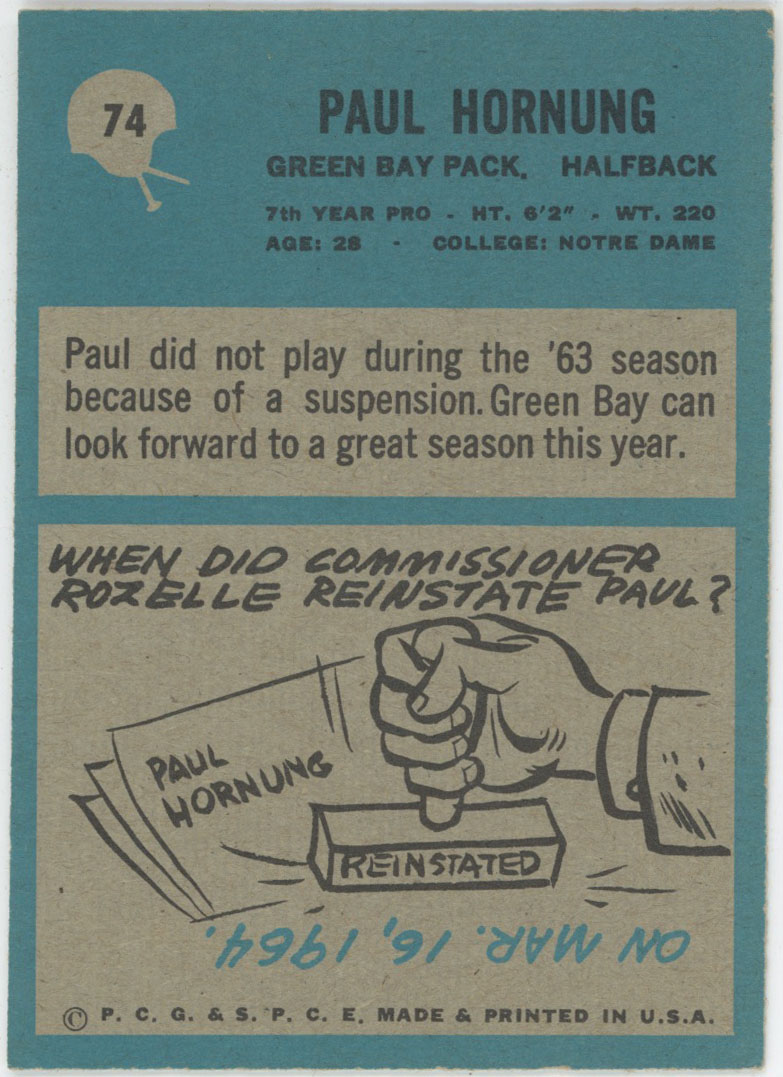 74
PAUL HORNUNG
GREEN BAY PACK. HALFBACK
7th YEAR PRO - HT. 6'2" - WT. 220
AGE: 28 - COLLEGE: NOTRE DAME
Paul did not play during the '63 season
because of a suspension. Green Bay can
look forward to a great season this year.
WHEN DID COMMISSIONER
ROZELLE REINSTATE PAUL?
PAUL
HORNUNG
REINSTATED
ON MAR. 16, 1964.
© P. C. G. & S. P. C. E. MADE & PRINTED IN U.S.A.